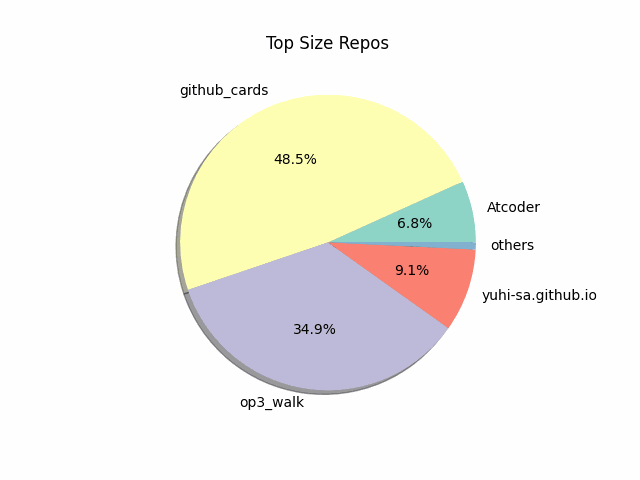 Top Size Repos
github_cards
48.5%
Atcoder
6.8%
others
9.1%
yuhi-sa.github.io
34.9%
op3_walk